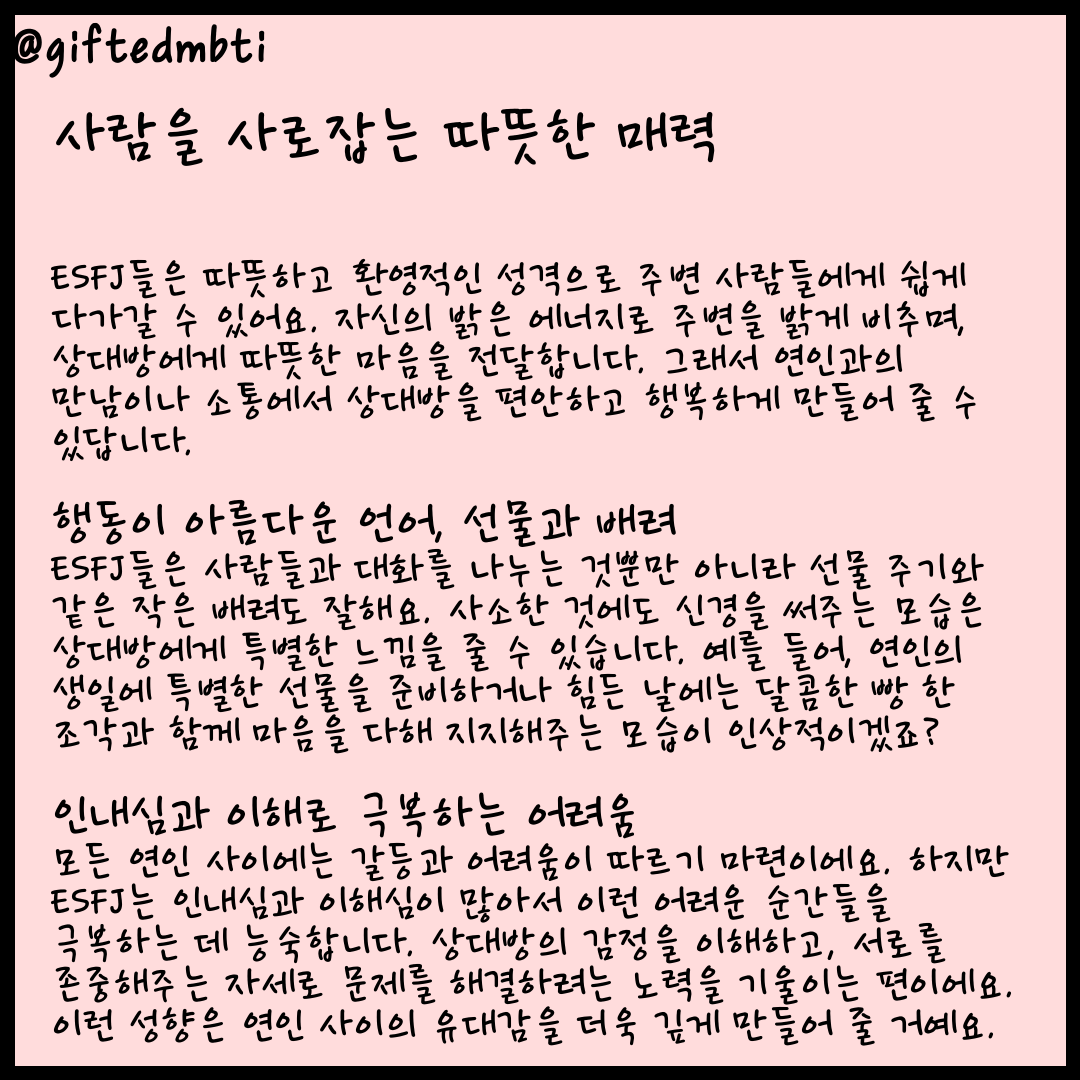 @giftedmbti
사람을 사로잡는 따뜻한 매력
ESFJ들은 따뜻하고 환영적인 성격으로 주변 사람들에게 쉽게
다가갈 수 있어요. 자신의 밝은 에너지로 주변을 밝게 비추며,
상대방에게 따뜻한 마음을 전달합니다. 그래서 연인과의
만남이나 소통에서 상대방을 편안하고 행복하게 만들어 줄 수
있답니다.
행동이 아름다운 언어, 선물과 배려
ESFJ들은 사람들과 대화를 나누는 것뿐만 아니라 선물 주기와
같은 작은 배려도 잘해요. 사소한 것에도 신경을 써주는 모습은
상대방에게 특별한 느낌을 줄 수 있습니다. 예를 들어, 연인의
생일에 특별한 선물을 준비하거나 힘든 날에는 달콤한 빵 한
조각과 함께 마음을 다해 지지해주는 모습이 인상적이겠죠?
인내심과 이해로 극복하는 어려움
모든 연인 사이에는 갈등과 어려움이 따르기 마련이에요. 하지만
ESFJ는 인내심과 이해심이 많아서 이런 어려운 순간들을
극복하는 데 능숙합니다. 상대방의 감정을 이해하고, 서로를
존중해주는 자세로 문제를 해결하려는 노력을 기울이는 편이에요.
이런 성향은 연인 사이의 유대감을 더욱 깊게 만들어 줄 거예요.